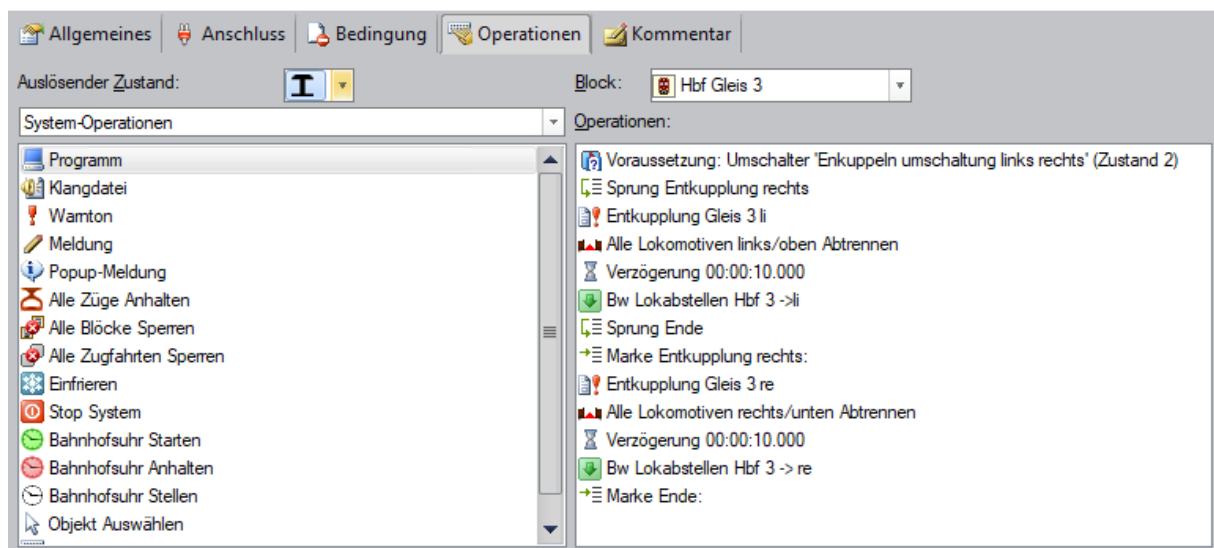 Allgemeines Anschluss Bedingung Operationen Kommentar
Auslösender Zustand:
Block: Hbf Gleis 3
System-Operationen
Operationen:
Programm
Klangdatei
Warnton
Meldung
Popup-Meldung
Alle Züge Anhalten
Alle Blöcke Sperren
Alle Zugfahrten Sperren
Einfrieren
Stop System
Bahnhofsuhr Starten
Bahnhofsuhr Anhalten
Bahnhofsuhr Stellen
Objekt Auswählen
Voraussetzung: Umschalter "Enkuppeln umschaltung links rechts" (Zustand 2)
Sprung Entkupplung rechts
Entkupplung Gleis 3 li
Alle Lokomotiven links/oben Abtrennen
Verzögerung 00:00:10.000
Bw Lokabstellen Hbf 3 ->li
Sprung Ende
Marke Entkupplung rechts:
Entkupplung Gleis 3 re
Alle Lokomotiven rechts/unten Abtrennen
Verzögerung 00:00:10.000
Bw Lokabstellen Hbf 3 -> re
Marke Ende: